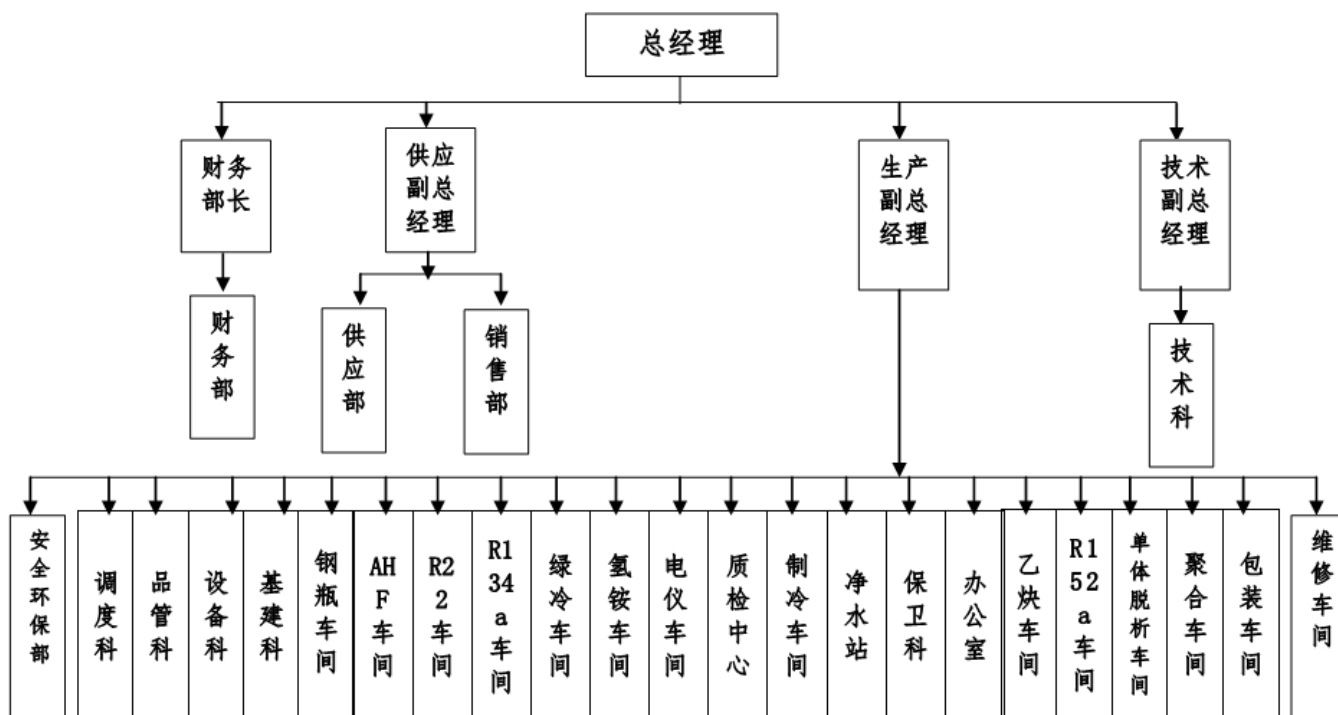 总经理
财务
部长
供应
副总
经理
生产
副总
经理
技术
副总
经理
财务部
供应部
销售部
技术科
安全环保部
调度科
品管科
设备科
基建科
钢瓶车间
AHF车间
R22车间
R134a车间
绿冷车间
氢铵车间
电仪车间
质检中心
制冷车间
净水站
保卫科
办公室
乙炔车间
R152a车间
单体脱析车间
聚合车间
包装车间
维修车间